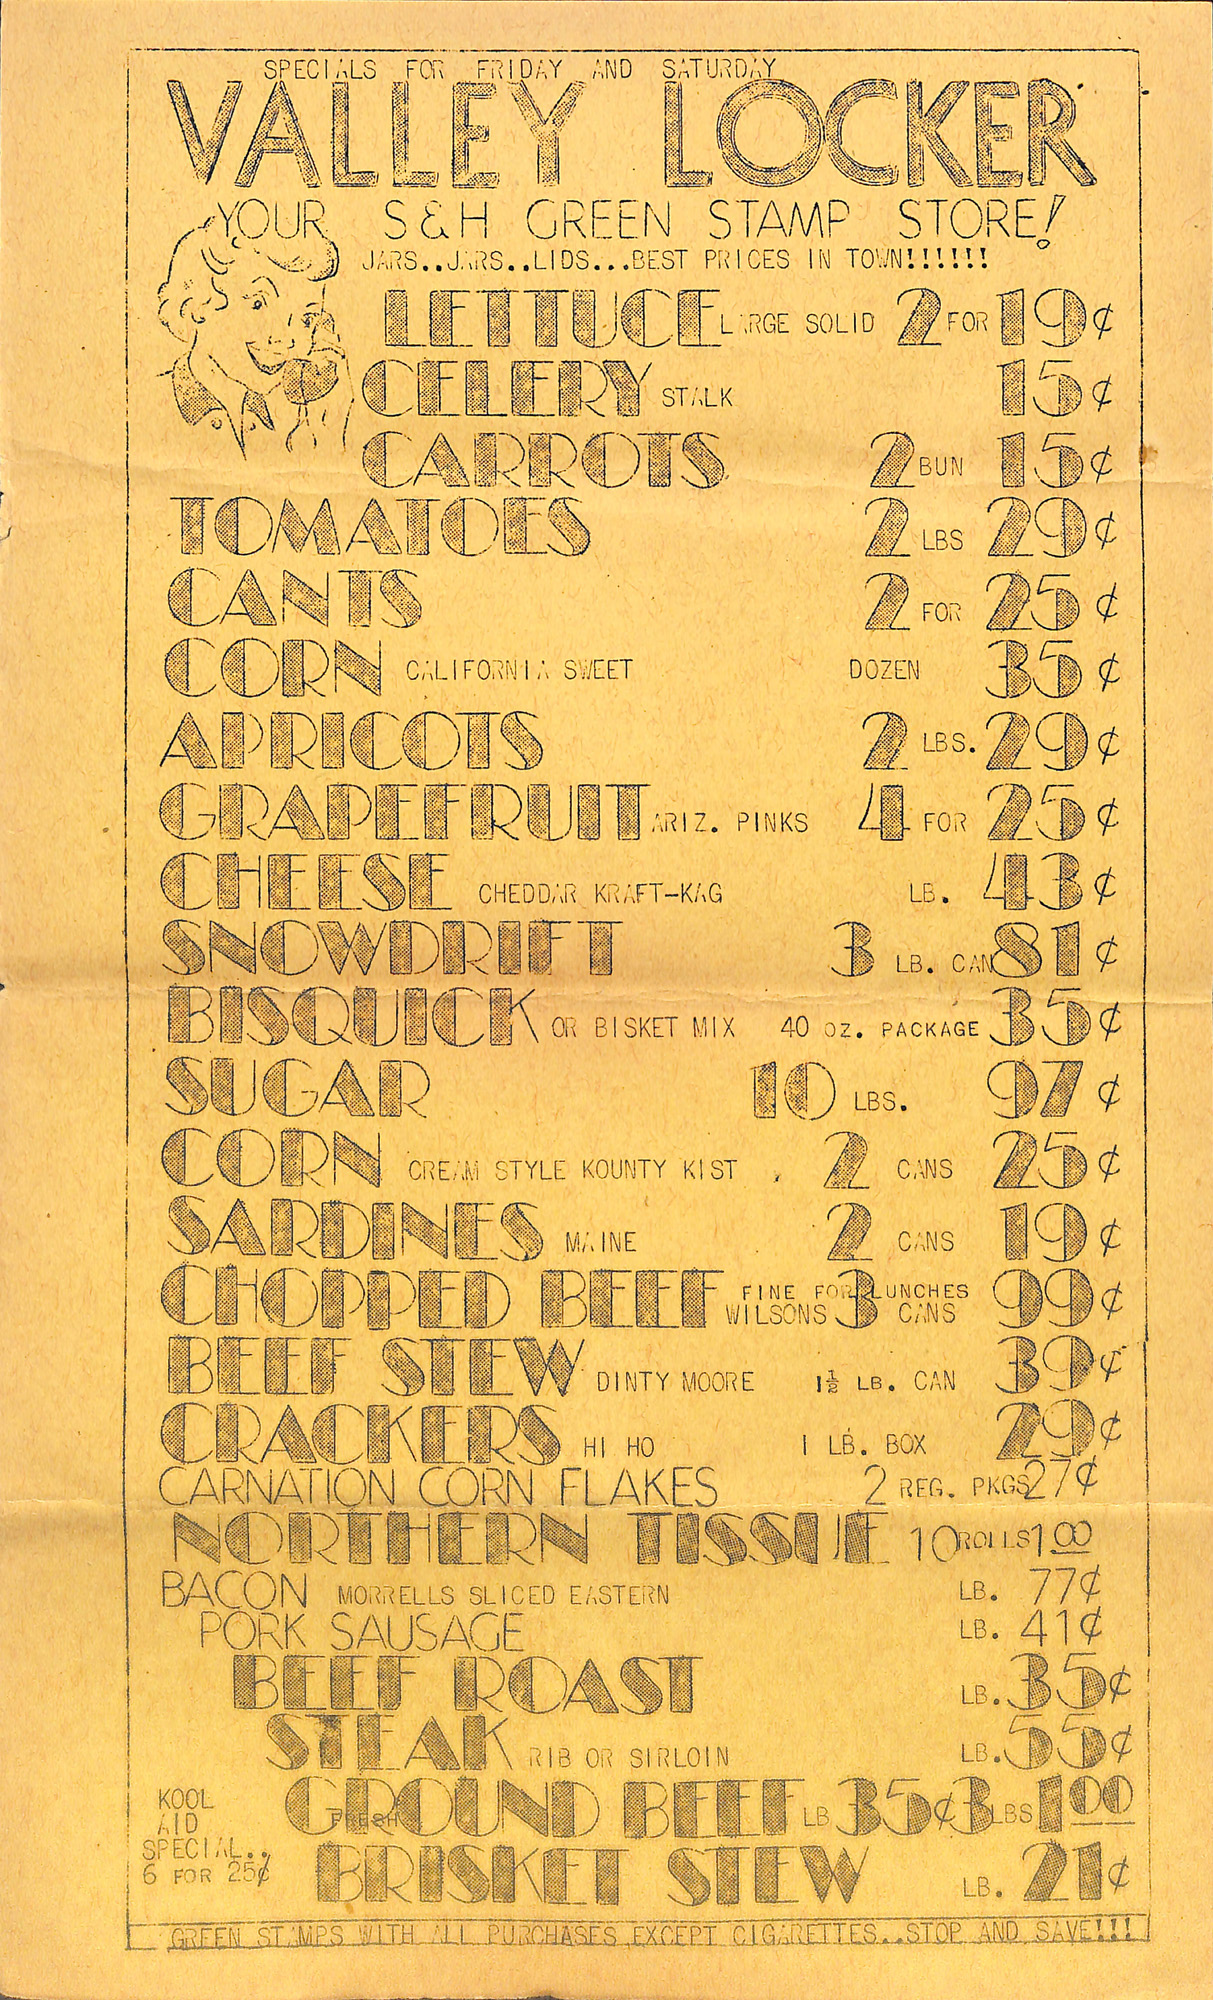 SPECIALS FOR FRIDAY AND SATURDAY
VALLEY LOCKER
YOUR S&H GREEN STAMP STORE!
JARS..JARS..LIDS...BEST PRICES IN TOWN!!!!!!
LETTUCE LARGE SOLID 2 FOR 19¢
CELERY STALK 15¢
CARROTS 2 BUN 15¢
TOMATOES 2 LBS 29¢
CANTS 2 FOR 25¢
CORN CALIFORNIA SWEET DOZEN 35¢
APRICOTS 2 LBS. 29¢
GRAPEFRUIT ARIZ. PINKS 4 FOR 25¢
CHEESE CHEDDAR KRAFT-KAG LB. 43¢
SNOWDRIFT 3 LB. CAN 81¢
BISQUICK OR BISKET MIX 40 OZ. PACKAGE 35¢
SUGAR 10 LBS. 97¢
CORN CREAM STYLE KOUNTY KIST . 2 CANS 25¢
SARDINES MAINE 2 CANS 19¢
CHOPPED BEEF FINE FOR LUNCHES
WILSONS 3 CANS 99¢
BEEF STEW DINTY MOORE 1½ LB. CAN 39¢
CRACKERS HI HO 1 LB. BOX 29¢
CARNATION CORN FLAKES 2 REG. PKGS 27¢
NORTHERN TISSUE 10 ROLLS 1.00
BACON MORRELLS SLICED EASTERN LB. 77¢
PORK SAUSAGE LB. 41¢
BEEF ROAST LB. 35¢
STEAK RIB OR SIRLOIN LB. 55¢
FRESH GROUND BEEF LB 35¢ 3 LBS 1.00
BRISKET STEW LB. 21¢
KOOL
AID
SPECIAL..
6 FOR 25¢
GREEN STAMPS WITH ALL PURCHASES EXCEPT CIGARETTES..STOP AND SAVE!!!